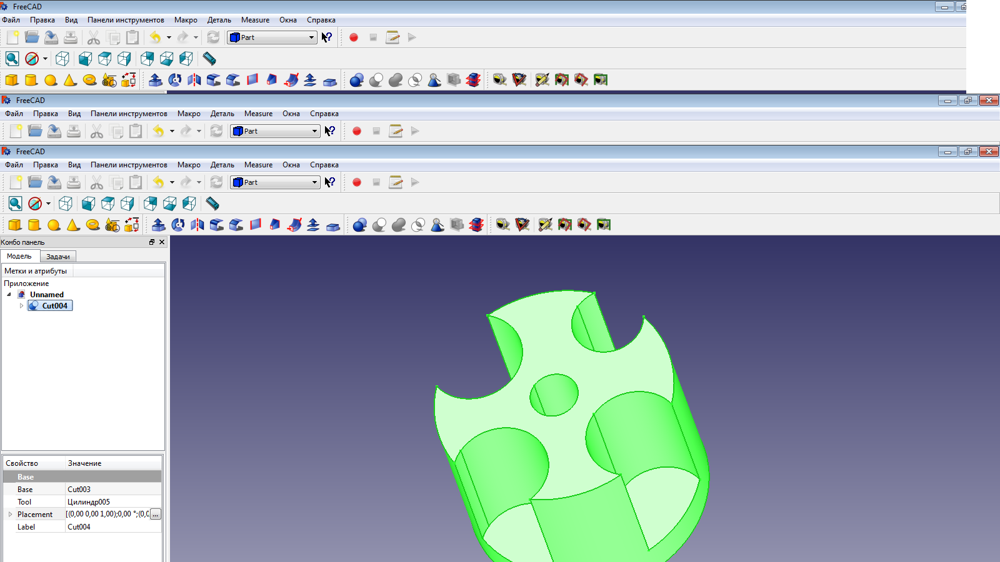 FreeCAD
Файл Правка Вид Панели инструментов Макро Деталь Measure Окна Справка
Part
FreeCAD
Файл Правка Вид Панели инструментов Макро Деталь Measure Окна Справка
Part
FreeCAD
Файл Правка Вид Панели инструментов Макро Деталь Measure Окна Справка
Part
Комбо панель
Модель Задачи
Метки и атрибуты
Приложение
Unnamed
Cut004
Свойство Значение
Base
Base Cut003
Tool Цилиндр005
Placement [(0,00 0,00 1,00);0,00 °;(0,0 ...
Label Cut004